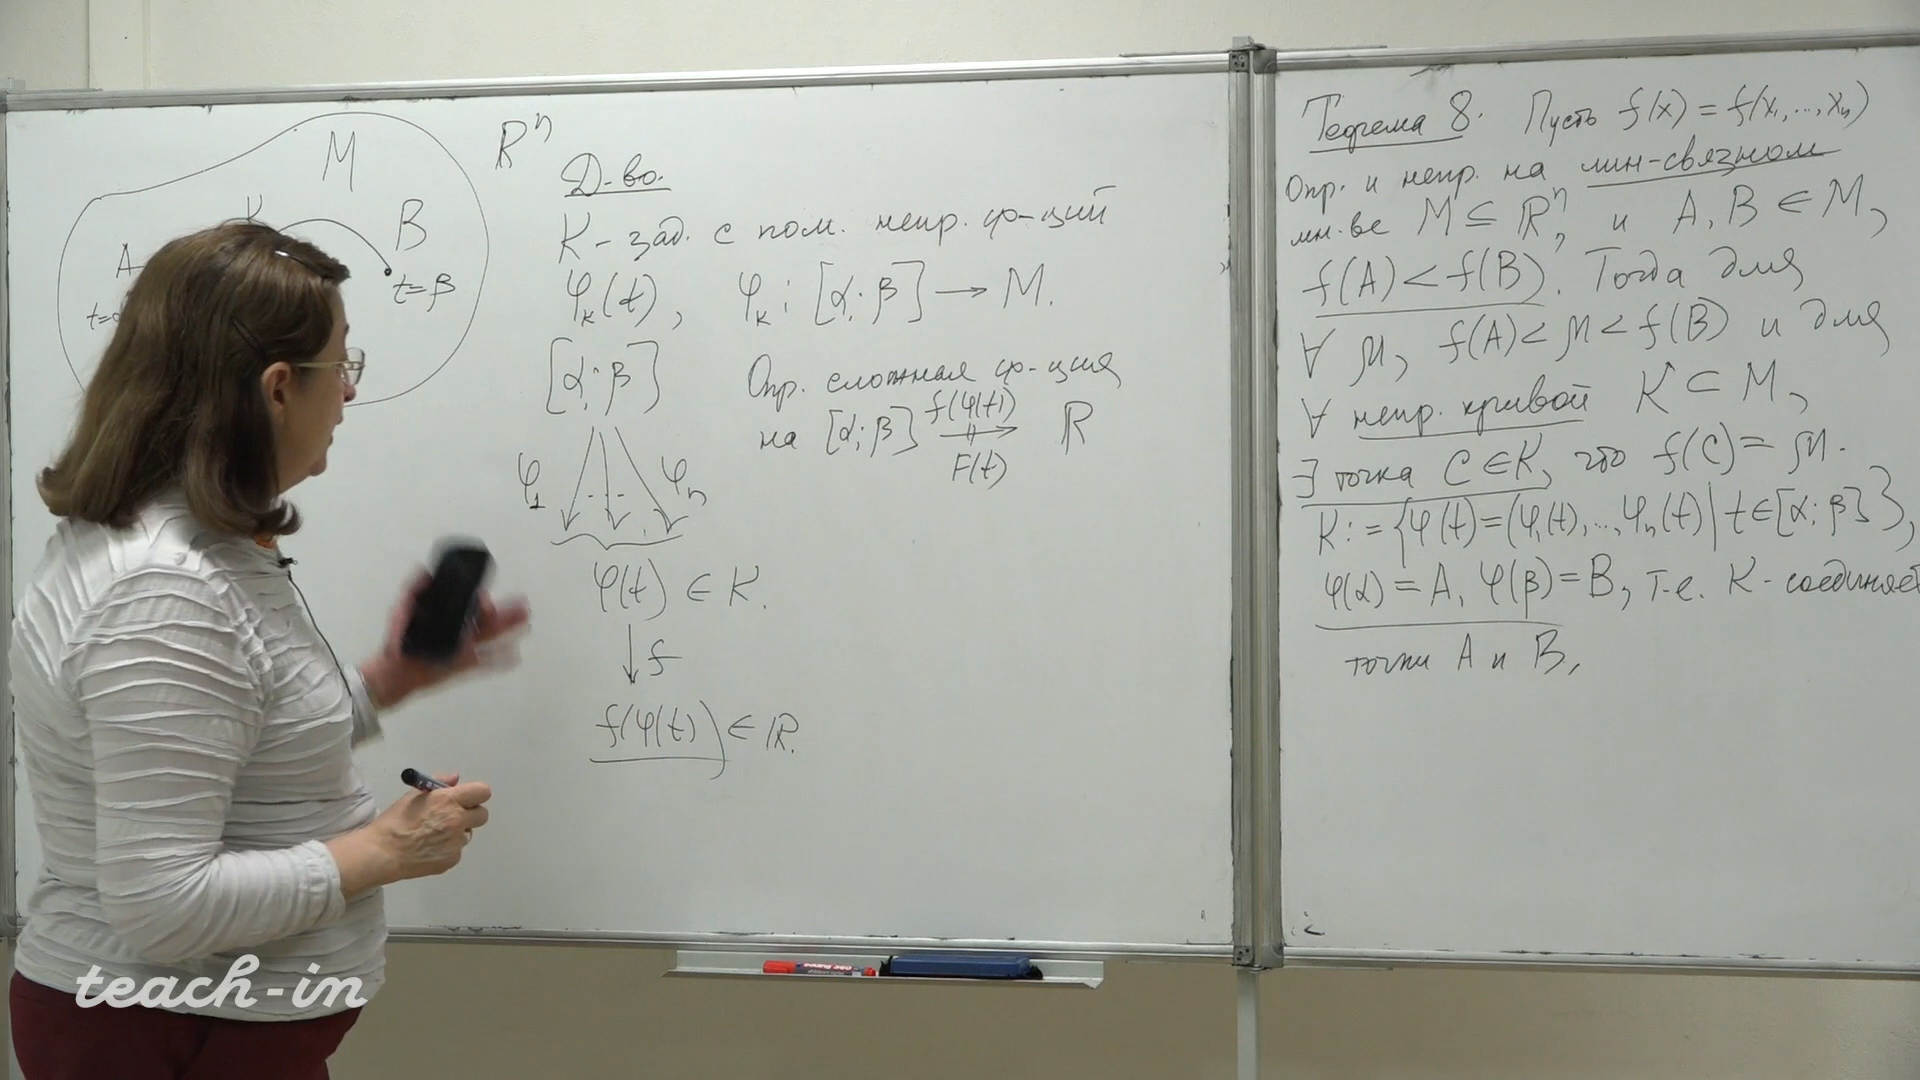 M
R^n
K
B
A
t=β
t=α
Д-во.
K - зад. с пом. непр. ф-ций
φ_k(t), φ_k : [α; β] → M.
[α; β]
Опр. сложная ф-ция
на [α; β] → R
f(φ(t))
=
F(t)
φ_1 ... φ_n
φ(t) ∈ K.
↓ f
f(φ(t)) ∈ R.
Теорема 8. Пусть f(x) = f(x_1, ..., x_n)
опр. и непр. на лин-связном
мн-ве M ⊆ R^n, и A, B ∈ M,
f(A) < f(B). Тогда для
∀ μ, f(A) < μ < f(B) и для
∀ непр. кривой K ⊂ M,
∃ точка C ∈ K, что f(C) = μ.
K := {φ(t) = (φ_1(t), ..., φ_n(t) | t ∈ [α; β]},
φ(α) = A, φ(β) = B, т.е. K - соединяет
точки A и B,
teach-in